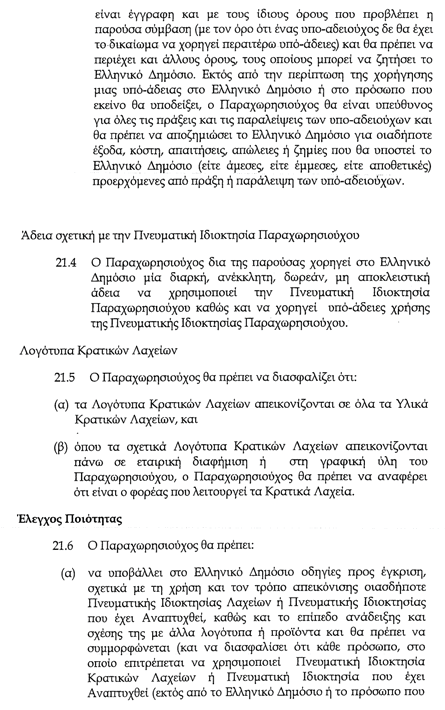 είναι έγγραφη και με τους ίδιους όρους που προβλέπει η
παρούσα σύμβαση (με τον όρο ότι ένας υπο-αδειούχος δε θα έχει
το δικαίωμα να χορηγεί περαιτέρω υπό-άδειες) και θα πρέπει να
περιέχει και άλλους όρους, τους οποίους μπορεί να ζητήσει το
Ελληνικό Δημόσιο. Εκτός από την περίπτωση της χορήγησης
μιας υπό-άδειας στο Ελληνικό Δημόσιο ή στο πρόσωπο που
εκείνο θα υποδείξει, ο Παραχωρησιούχος θα είναι υπεύθυνος
για όλες τις πράξεις και τις παραλείψεις των υπο-αδειούχων και
θα πρέπει να αποζημιώσει το Ελληνικό Δημόσιο για οιαδήποτε
έξοδα, κόστη, απαιτήσεις, απώλειες ή ζημίες που θα υποστεί το
Ελληνικό Δημόσιο (είτε άμεσες, είτε έμμεσες, είτε αποθετικές)
προερχόμενες από πράξη ή παράλειψη των υπό-αδειούχων.
Άδεια σχετική με την Πνευματική Ιδιοκτησία Παραχωρησιούχου
21.4 Ο Παραχωρησιούχος δια της παρούσας χορηγεί στο Ελληνικό
Δημόσιο μία διαρκή, ανέκκλητη, δωρεάν, μη αποκλειστική
άδεια να χρησιμοποιεί την Πνευματική Ιδιοκτησία
Παραχωρησιούχου καθώς και να χορηγεί υπό-άδειες χρήσης
της Πνευματικής Ιδιοκτησίας Παραχωρησιούχου.
Λογότυπα Κρατικών Λαχείων
21.5 Ο Παραχωρησιούχος θα πρέπει να διασφαλίζει ότι:
(α) τα Λογότυπα Κρατικών Λαχείων απεικονίζονται σε όλα τα Υλικά
Κρατικών Λαχείων, και
(β) όπου τα σχετικά Λογότυπα Κρατικών Λαχείων απεικονίζονται
πάνω σε εταιρική διαφήμιση ή στη γραφική ύλη του
Παραχωρησιούχου, ο Παραχωρησιούχος θα πρέπει να αναφέρει
ότι είναι ο φορέας που λειτουργεί τα Κρατικά Λαχεία.
Έλεγχος Ποιότητας
21.6 Ο Παραχωρησιούχος θα πρέπει:
(α) να υποβάλλει στο Ελληνικό Δημόσιο οδηγίες προς έγκριση,
σχετικά με τη χρήση και τον τρόπο απεικόνισης οιασδήποτε
Πνευματικής Ιδιοκτησίας Λαχείων ή Πνευματικής Ιδιοκτησίας
που έχει Αναπτυχθεί, καθώς και το επίπεδο ανάδειξης και
σχέσης της με άλλα λογότυπα ή προϊόντα και θα πρέπει να
συμμορφώνεται (και να διασφαλίσει ότι κάθε πρόσωπο, στο
οποίο επιτρέπεται να χρησιμοποιεί Πνευματική Ιδιοκτησία
Κρατικών Λαχείων ή Πνευματική Ιδιοκτησία που έχει
Αναπτυχθεί (εκτός από το Ελληνικό Δημόσιο ή το πρόσωπο που